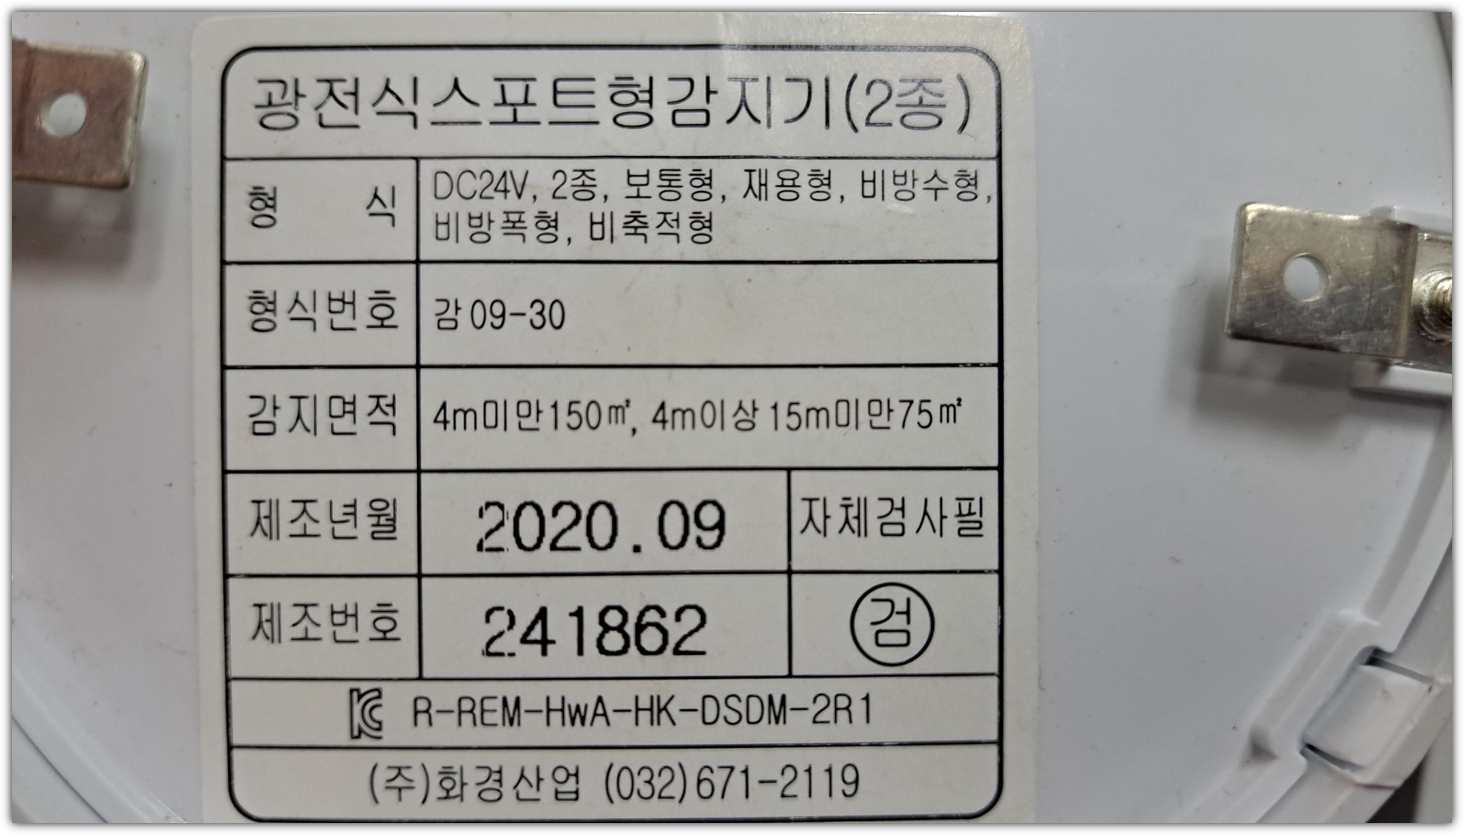 광전식스포트형감지기(2종)
형 식 DC24V, 2종, 보통형, 재용형, 비방수형,
비방폭형, 비축적형
형식번호 감09-30
감지면적 4m미만150㎡, 4m이상 15m미만75㎡
제조년월 2020.09 자체검사필
제조번호 241862 검
R-REM-HwA-HK-DSDM-2R1
(주)화경산업 (032)671-2119